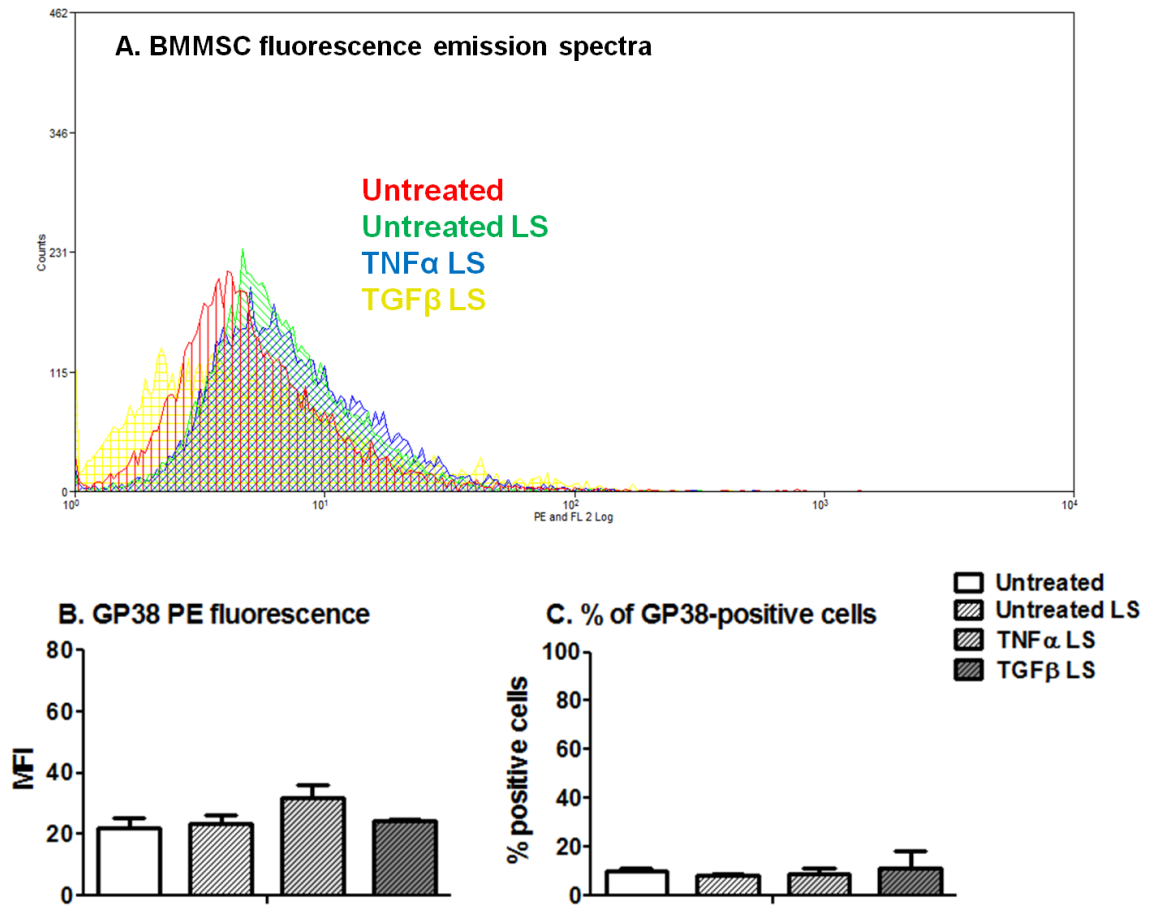 462
A. BMMSC fluorescence emission spectra
346
Untreated
Untreated LS
231
Counts
TNFα LS
TGFβ LS
115
0
10⁰ 10¹ 10² 10³ 10⁴
PE and FL 2 Log
Untreated
Untreated LS
TNFα LS
TGFβ LS
B. GP38 PE fluorescence
80
60
MFI
40
20
0
C. % of GP38-positive cells
100
80
% positive cells
60
40
20
0